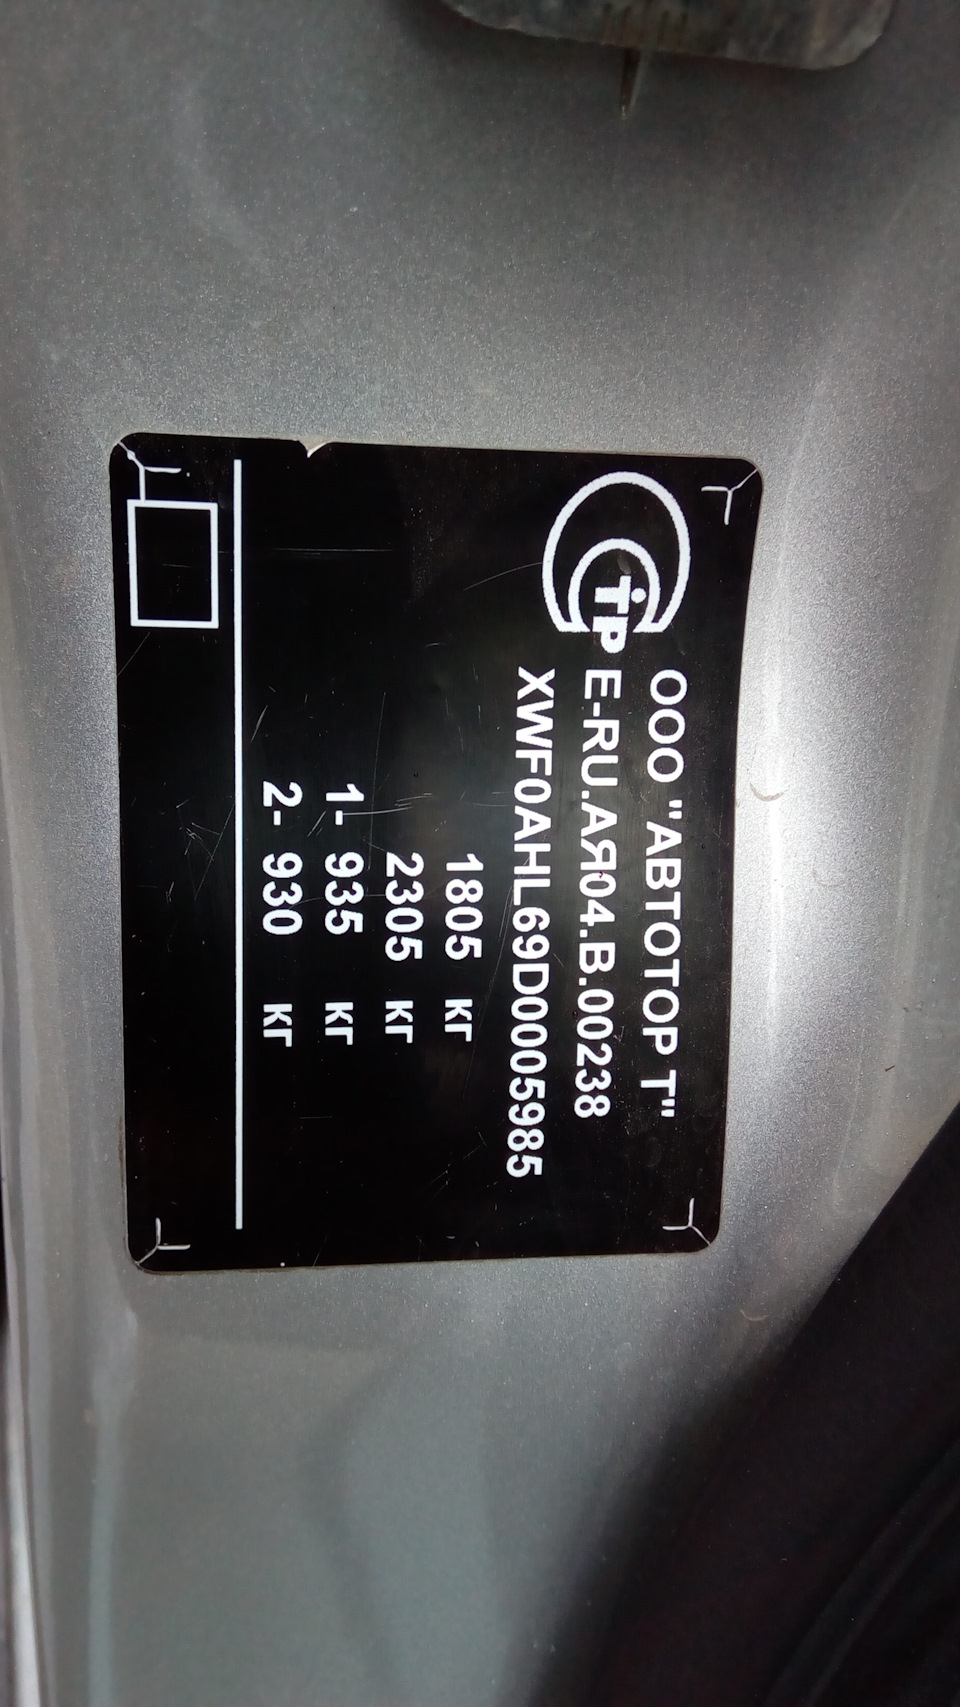 ООО "АВТОТОР Т"
E-RU.АЯ04.В.00238
XWF0AHL69D0005985
1805 кг
2305 кг
1- 935 кг
2- 930 кг